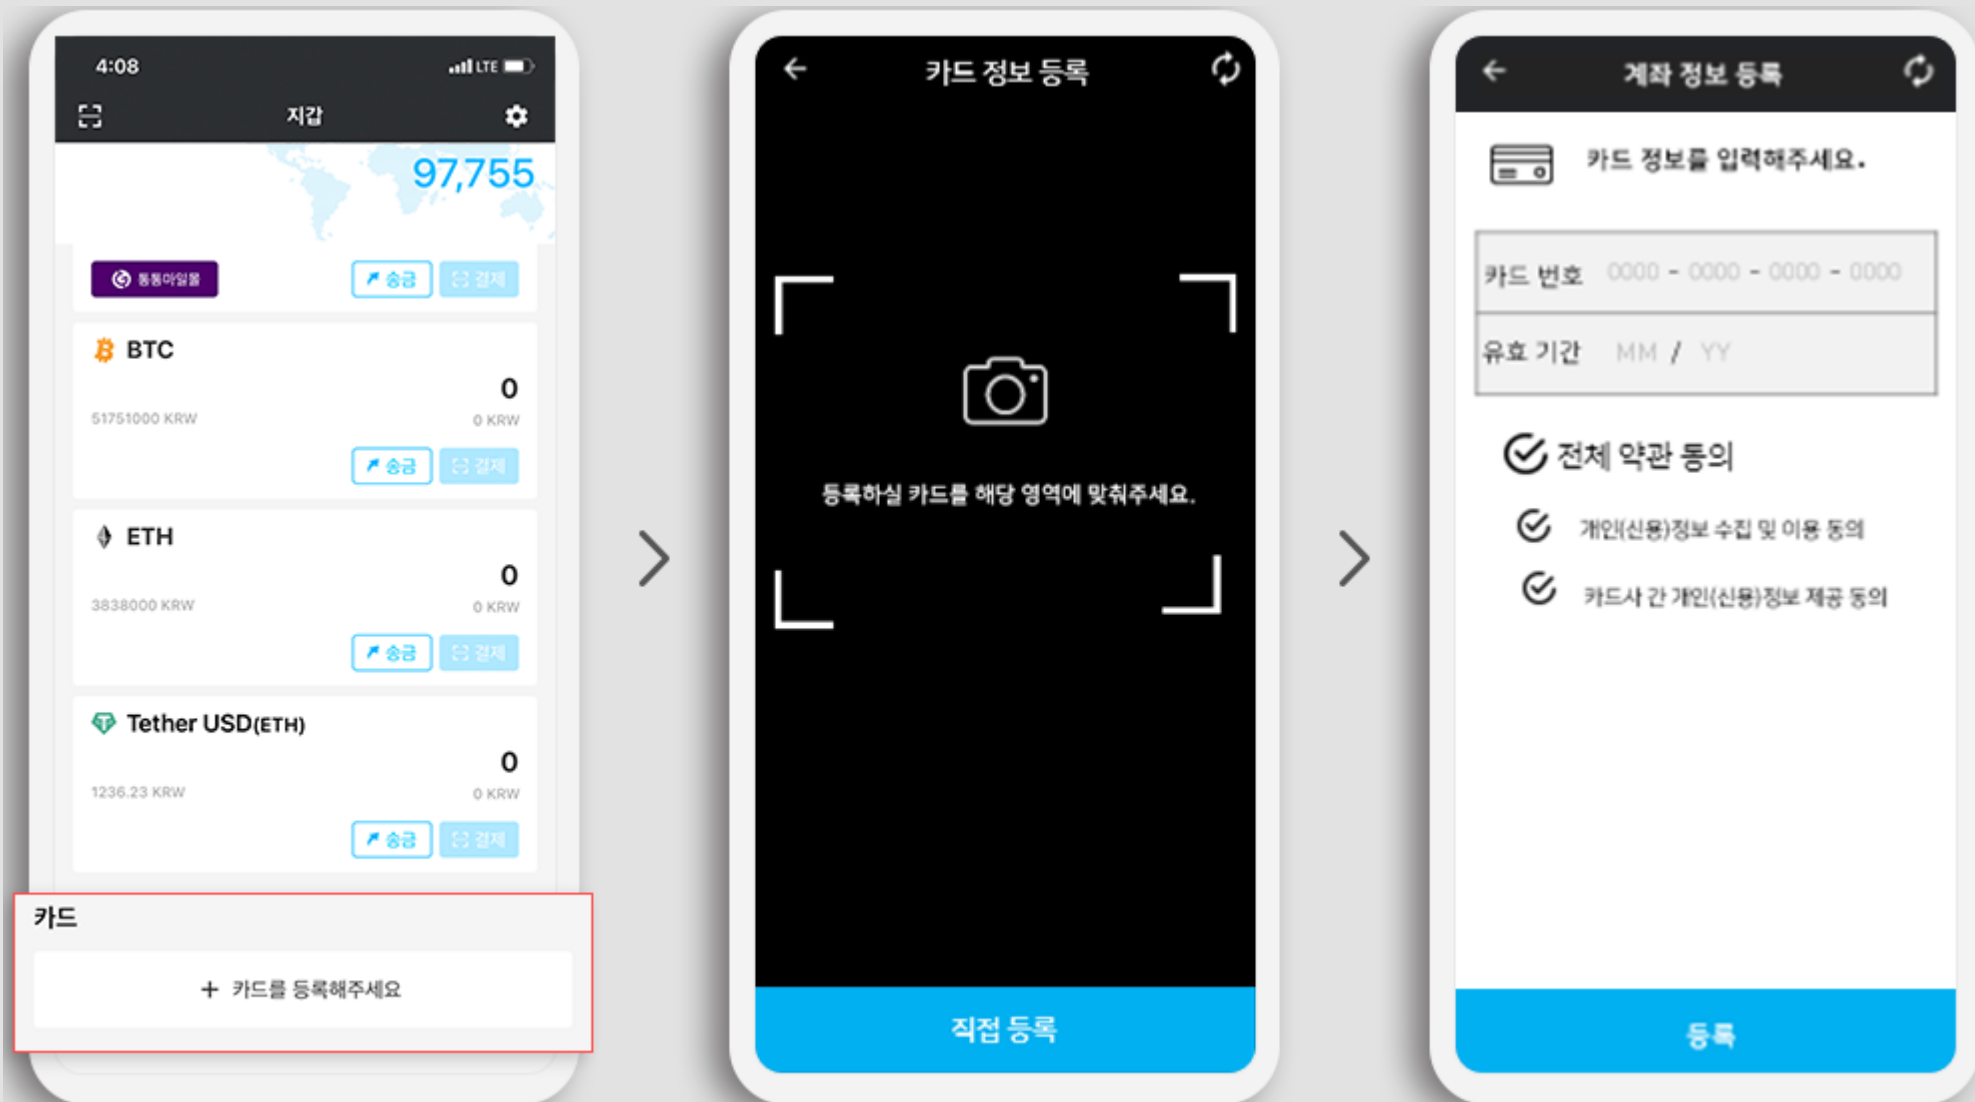 4:08
LTE
지갑
97,755
통통마일몰
송금
결제
BTC
0
51751000 KRW
0 KRW
송금
결제
ETH
0
3838000 KRW
0 KRW
송금
결제
Tether USD(ETH)
0
1236.23 KRW
0 KRW
송금
결제
카드
+ 카드를 등록해주세요
카드 정보 등록
등록하실 카드를 해당 영역에 맞춰주세요.
직접 등록
계좌 정보 등록
카드 정보를 입력해주세요.
카드 번호 0000 - 0000 - 0000 - 0000
유효 기간 MM / YY
전체 약관 동의
개인(신용)정보 수집 및 이용 동의
카드사 간 개인(신용)정보 제공 동의
등록